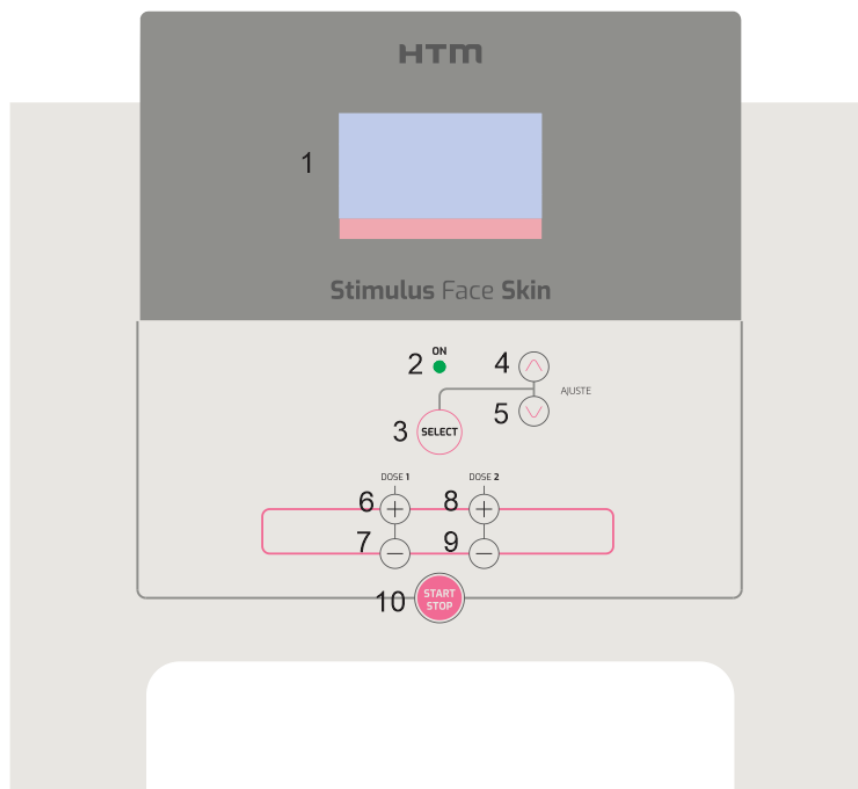 HTM
1
Stimulus Face Skin
2 ON 4
AJUSTE
5
3 SELECT
DOSE 1 DOSE 2
6 + 8 +
7 − 9 −
10 START
STOP